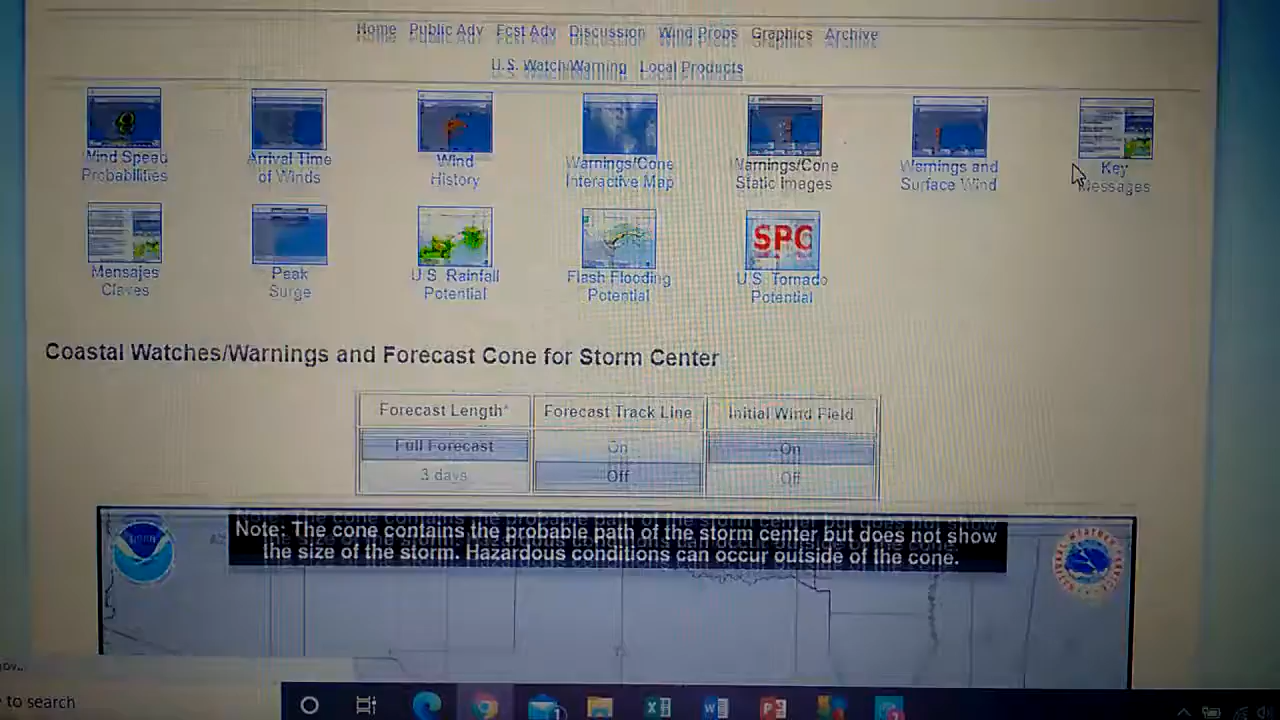 Home Public Adv Fcst Adv Discussion Wind Probs Graphics Archive
U.S. Watch/Warning Local Products
Wind Speed
Probabilities
Arrival Time
of Winds
Wind
History
Warnings/Cone
Interactive Map
Warnings/Cone
Static Images
Warnings and
Surface Wind
Key
Messages
Mensajes
Claves
Peak
Surge
U.S. Rainfall
Potential
Flash Flooding
Potential
SPC
U.S. Tornado
Potential
Coastal Watches/Warnings and Forecast Cone for Storm Center
Forecast Length* Forecast Track Line Initial Wind Field
Full Forecast On On
3 days Off Off
Note: The cone contains the probable path of the storm center but does not show
the size of the storm. Hazardous conditions can occur outside of the cone.
to search